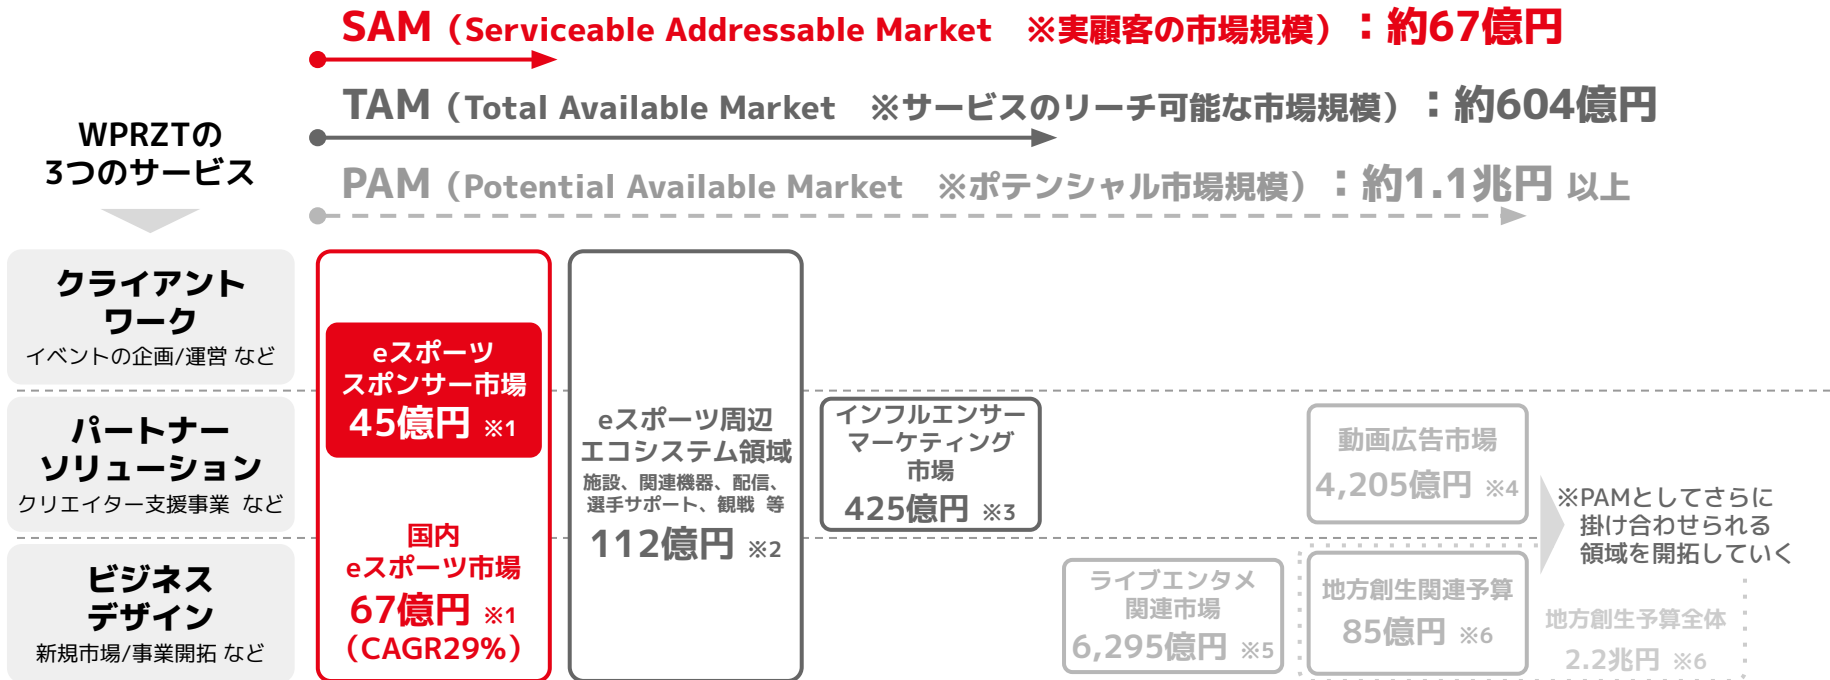 SAM（Serviceable Addressable Market　※実顧客の市場規模）：約67億円
TAM（Total Available Market　※サービスのリーチ可能な市場規模）：約604億円
PAM（Potential Available Market　※ポテンシャル市場規模）：約1.1兆円 以上
WPRZTの
3つのサービス
クライアント
ワーク
イベントの企画/運営 など
パートナー
ソリューション
クリエイター支援事業 など
ビジネス
デザイン
新規市場/事業開拓 など
eスポーツ
スポンサー市場
45億円 ※1
国内
eスポーツ市場
67億円 ※1
（CAGR29%）
eスポーツ周辺
エコシステム領域
施設、関連機器、配信、
選手サポート、観戦 等
112億円 ※2
インフルエンサー
マーケティング
市場
425億円 ※3
ライブエンタメ
関連市場
6,295億円 ※5
動画広告市場
4,205億円 ※4
地方創生関連予算
85億円 ※6
※PAMとしてさらに
掛け合わせられる
領域を開拓していく
地方創生予算全体
2.2兆円 ※6